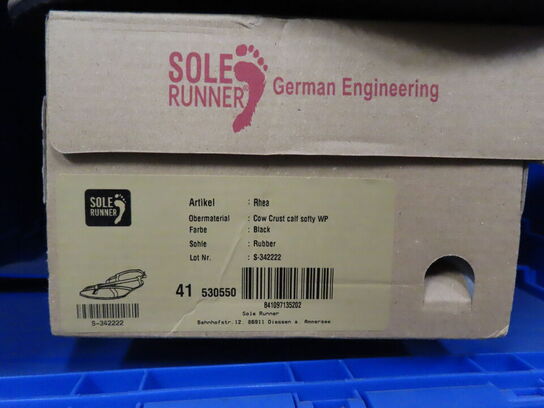 SOLE
RUNNER®
German Engineering
SOLE
RUNNER
Artikel : Rhea
Obermaterial : Cow Crust calf softy WP
Farbe : Black
Sohle : Rubber
Lot Nr. : S-342222
41 530550
841097135202
S-342222
Sole Runner
Bahnhofstr.12, 86911 Diessen a. Ammersee